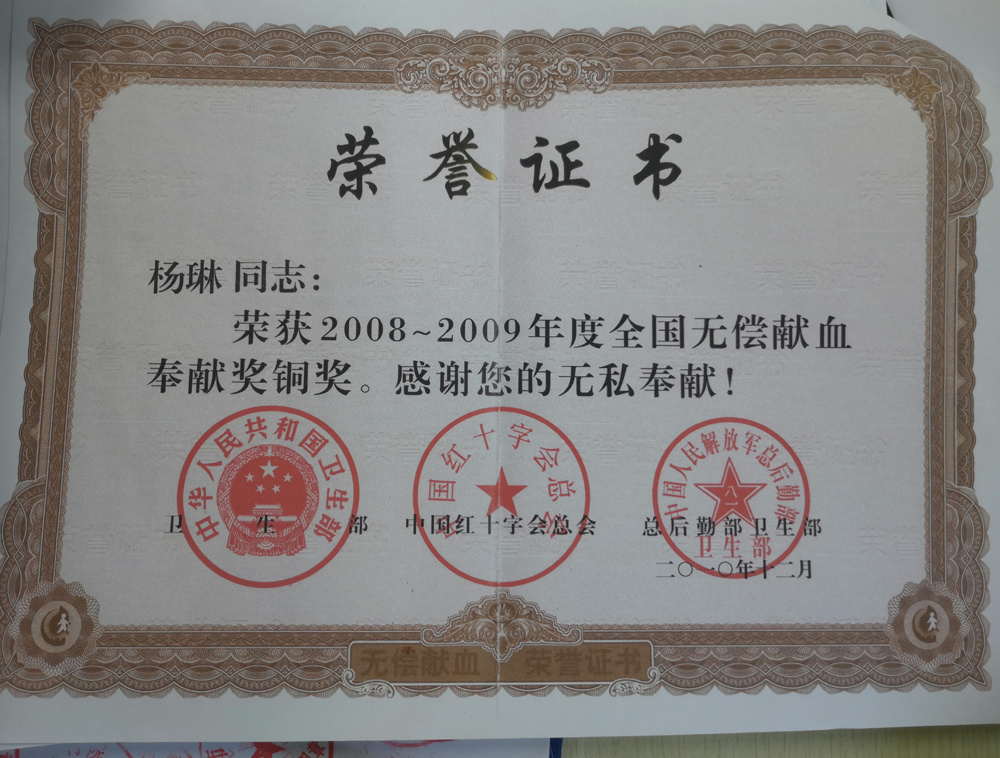 荣誉证书
杨琳 同志：
荣获2008~2009年度全国无偿献血
奉献奖铜奖。感谢您的无私奉献！
中华人民共和国卫生部
中国红十字会总会
中国人民解放军总后勤部
八一
卫生部
卫 生 部
中国红十字会总会
总后勤部卫生部
二〇一〇年十二月
无偿献血 荣誉证书